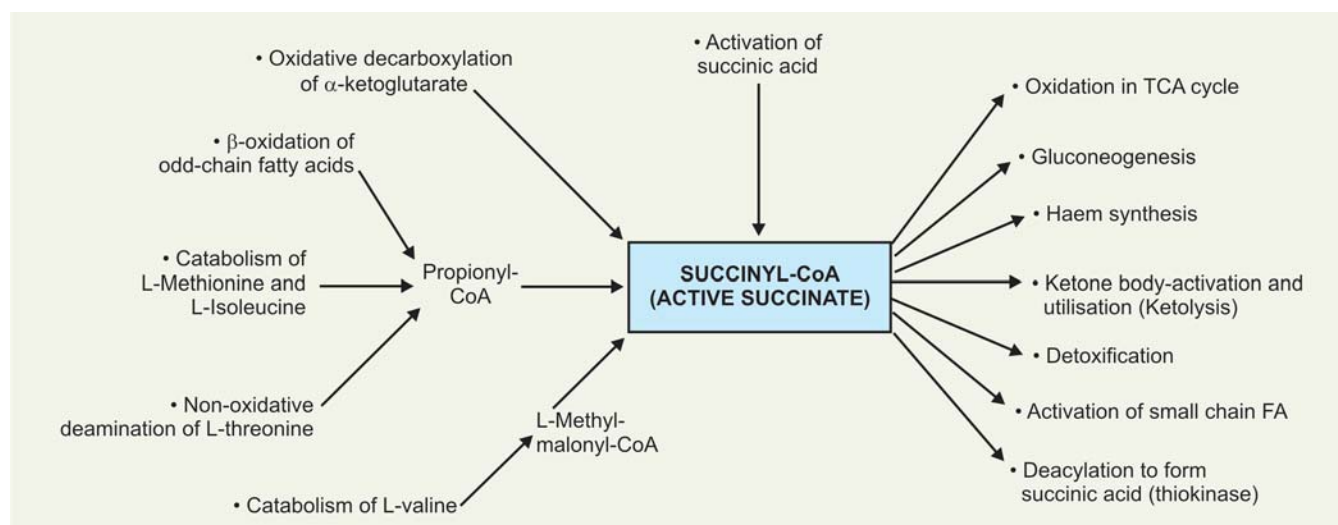 • Oxidative decarboxylation
of α-ketoglutarate
• β-oxidation of
odd-chain fatty acids
• Catabolism of
L-Methionine and
L-Isoleucine
• Non-oxidative
deamination of L-threonine
• Catabolism of L-valine
Propionyl-
CoA
L-Methyl-
malonyl-CoA
• Activation of
succinic acid
SUCCINYL-CoA
(ACTIVE SUCCINATE)
• Oxidation in TCA cycle
• Gluconeogenesis
• Haem synthesis
• Ketone body-activation and
utilisation (Ketolysis)
• Detoxification
• Activation of small chain FA
• Deacylation to form
succinic acid (thiokinase)